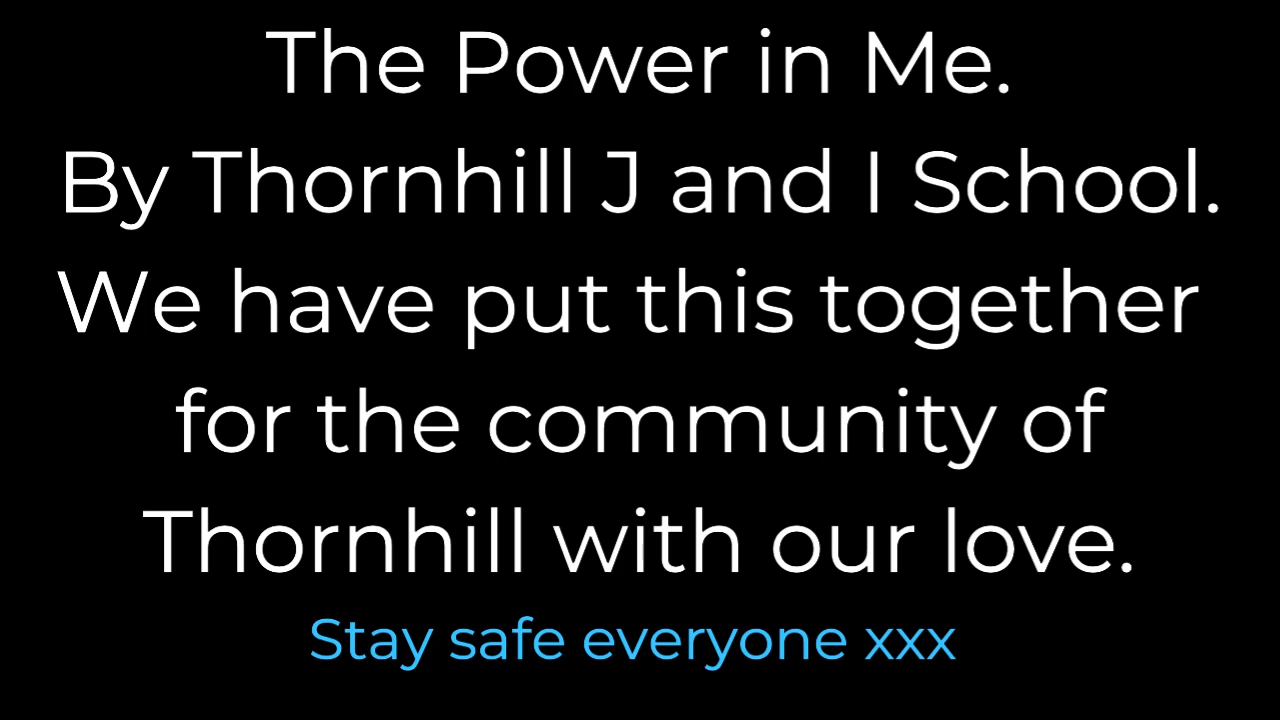 The Power in Me.
By Thornhill J and I School.
We have put this together
for the community of
Thornhill with our love.
Stay safe everyone xxx